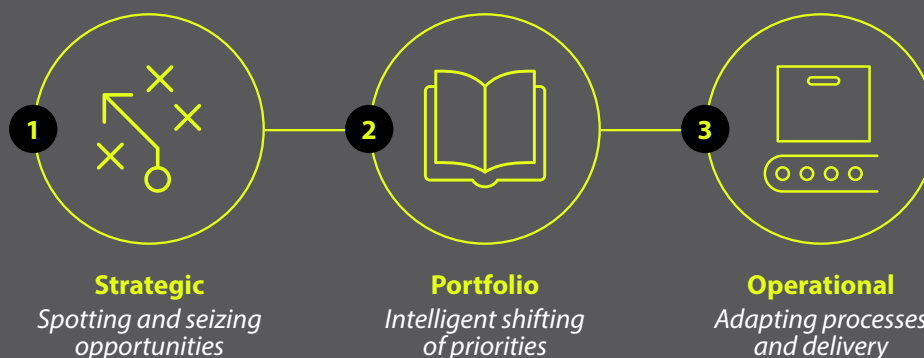 1
2
3
Strategic
Spotting and seizing
opportunities
Portfolio
Intelligent shifting
of priorities
Operational
Adapting processes
and delivery